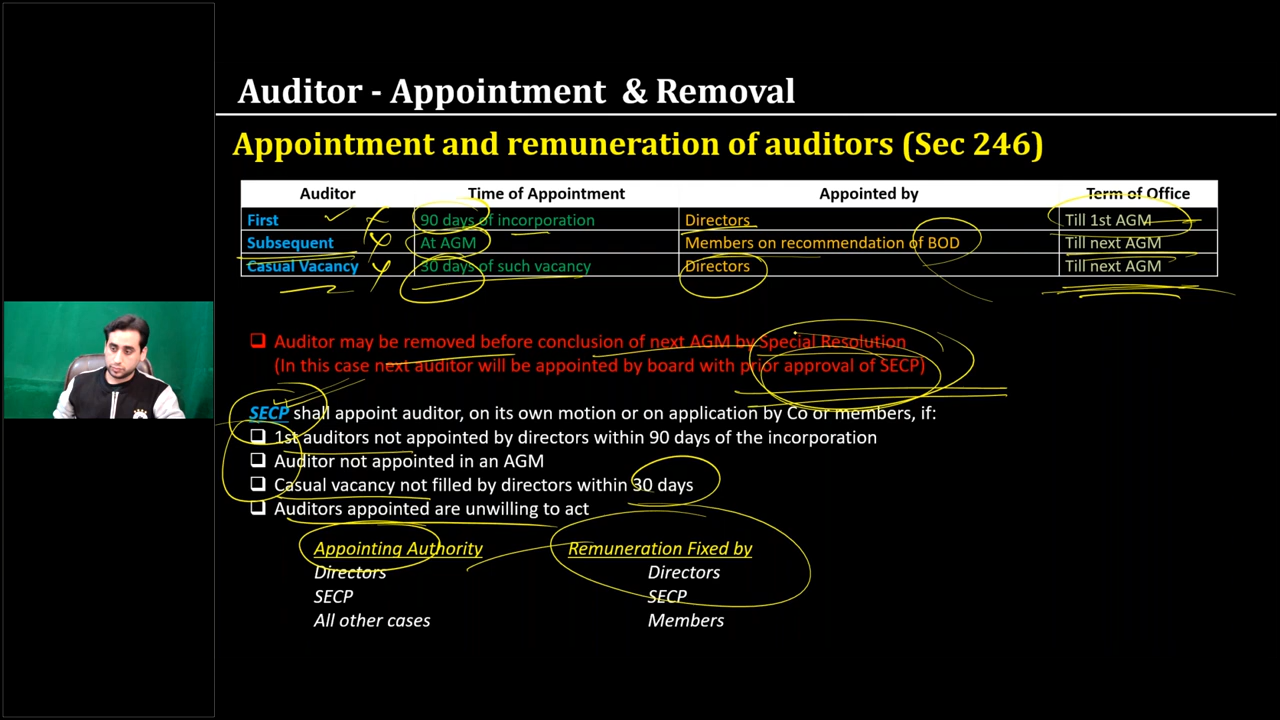 Auditor - Appointment & Removal
Appointment and remuneration of auditors (Sec 246)
Auditor Time of Appointment Appointed by Term of Office
First 90 days of incorporation Directors Till 1st AGM
Subsequent At AGM Members on recommendation of BOD Till next AGM
Casual Vacancy 30 days of such vacancy Directors Till next AGM
❑ Auditor may be removed before conclusion of next AGM by Special Resolution
(In this case next auditor will be appointed by board with prior approval of SECP)
SECP shall appoint auditor, on its own motion or on application by Co or members, if:
❑ 1st auditors not appointed by directors within 90 days of the incorporation
❑ Auditor not appointed in an AGM
❑ Casual vacancy not filled by directors within 30 days
❑ Auditors appointed are unwilling to act
Appointing Authority Remuneration Fixed by
Directors Directors
SECP SECP
All other cases Members